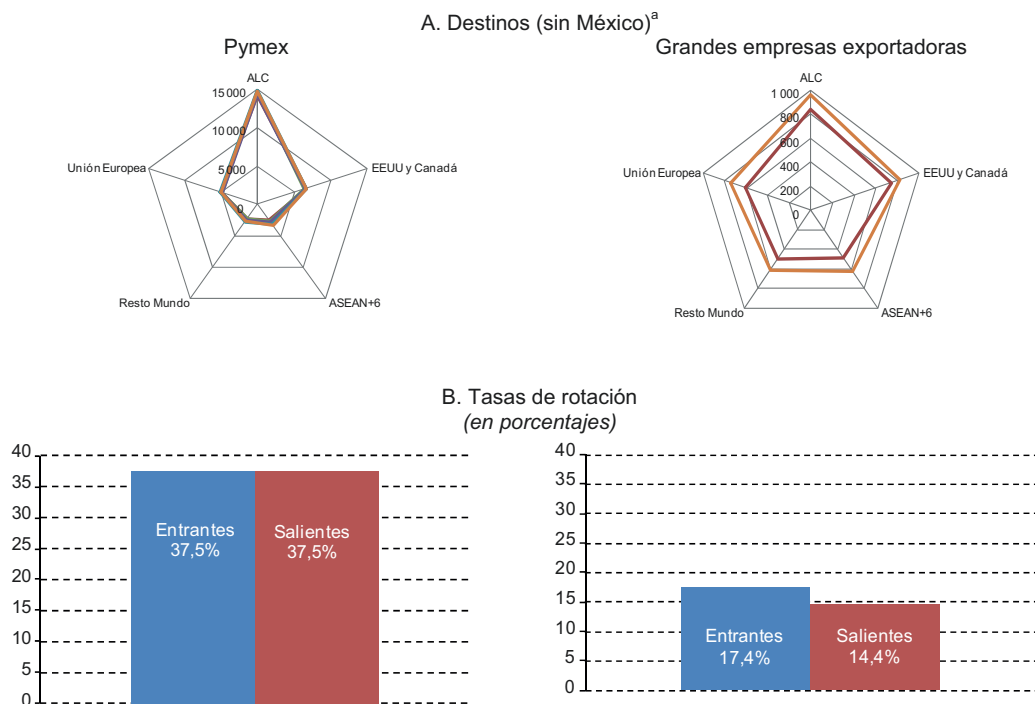 A. Destinos (sin México)a
Pymex
Grandes empresas exportadoras
ALC
15 000
10 000
5 000
0
Unión Europea
EEUU y Canadá
Resto Mundo
ASEAN+6
ALC
1 000
800
600
400
200
0
Unión Europea
EEUU y Canadá
Resto Mundo
ASEAN+6
B. Tasas de rotación
(en porcentajes)
40
35
30
25
20
15
10
5
0
Entrantes
37,5%
Salientes
37,5%
40
35
30
25
20
15
10
5
0
Entrantes
17,4%
Salientes
14,4%